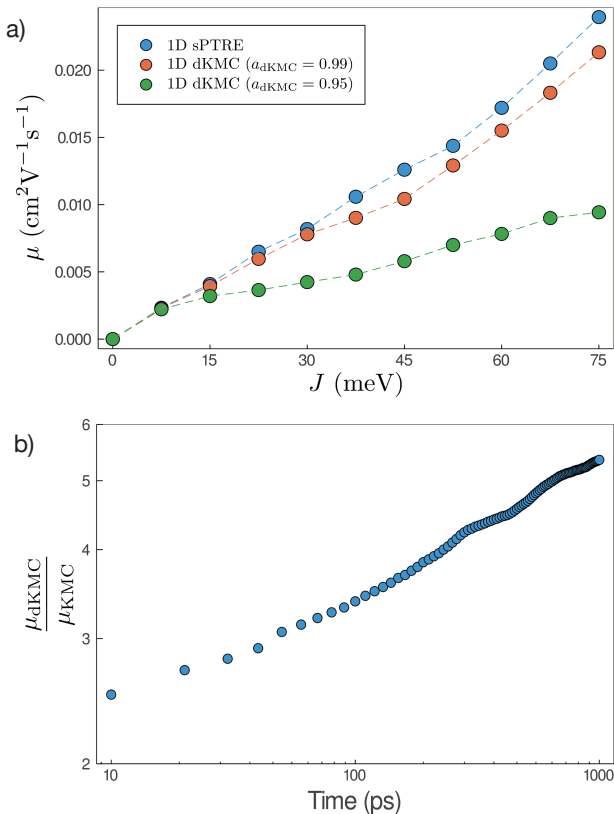 a)
1D sPTRE
1D dKMC (a_dKMC = 0.99)
1D dKMC (a_dKMC = 0.95)
μ (cm²V⁻¹s⁻¹)
0.020
0.015
0.010
0.005
0.000
0 15 30 45 60 75
J (meV)
b)
μ_dKMC
μ_KMC
6
5
4
3
2
10 100 1000
Time (ps)